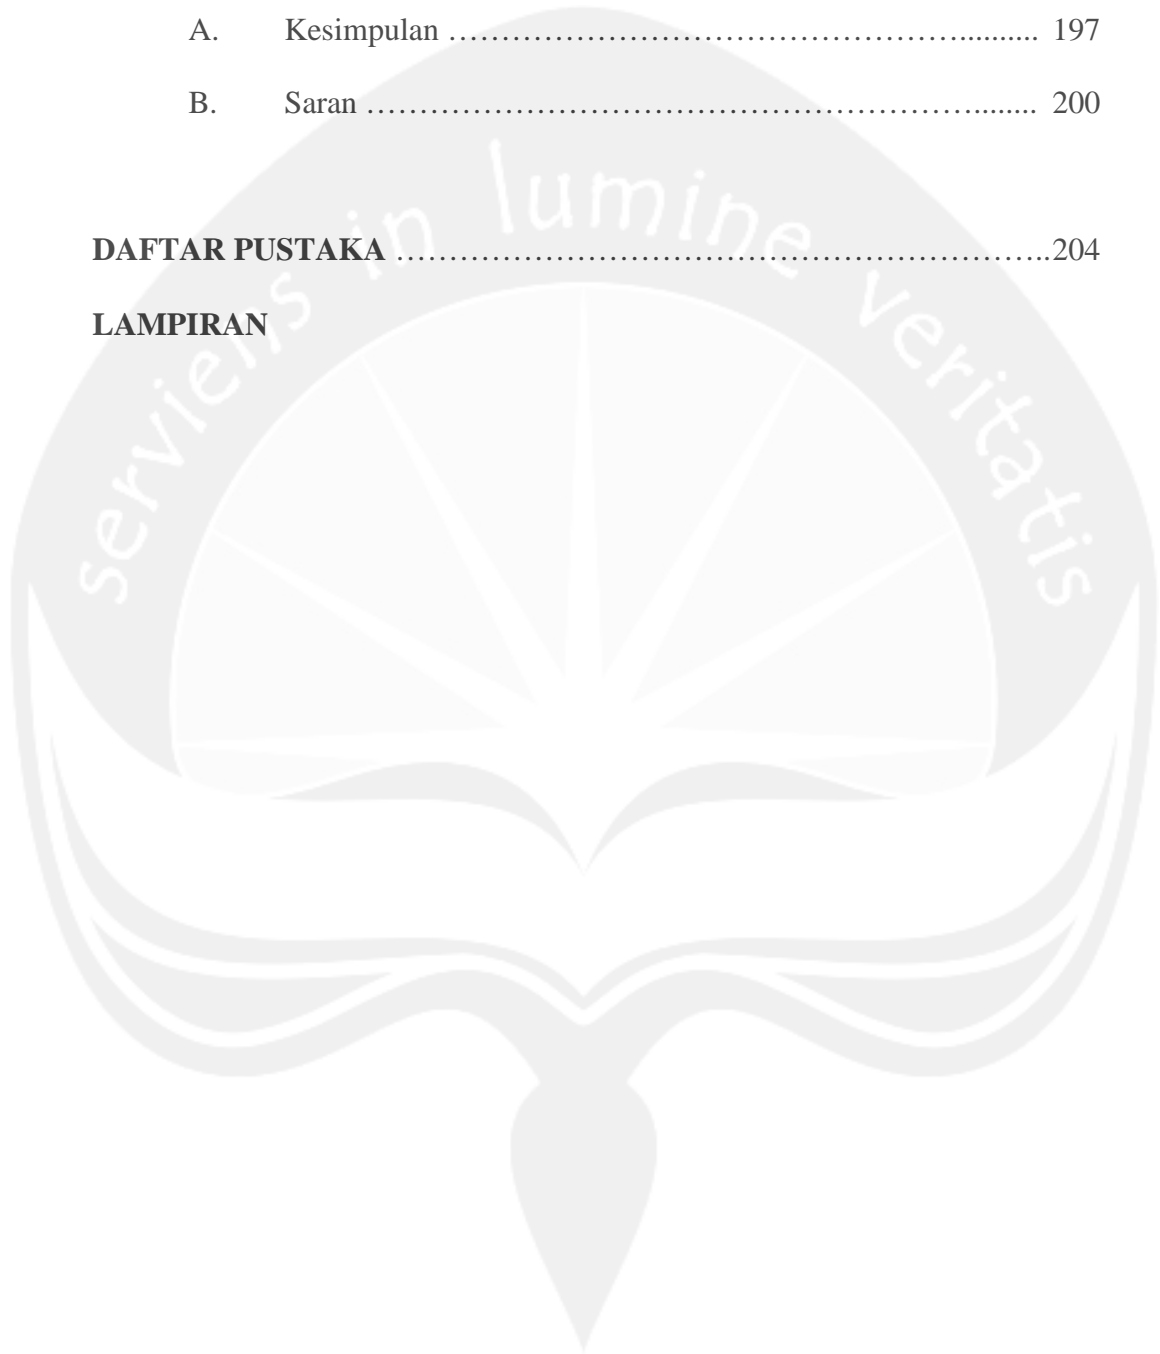 A. Kesimpulan ……………………………………………......... 197
B. Saran …………………………………………………........ 200
serviens in lumine veritatis
DAFTAR PUSTAKA ……………………………………………………..204
LAMPIRAN